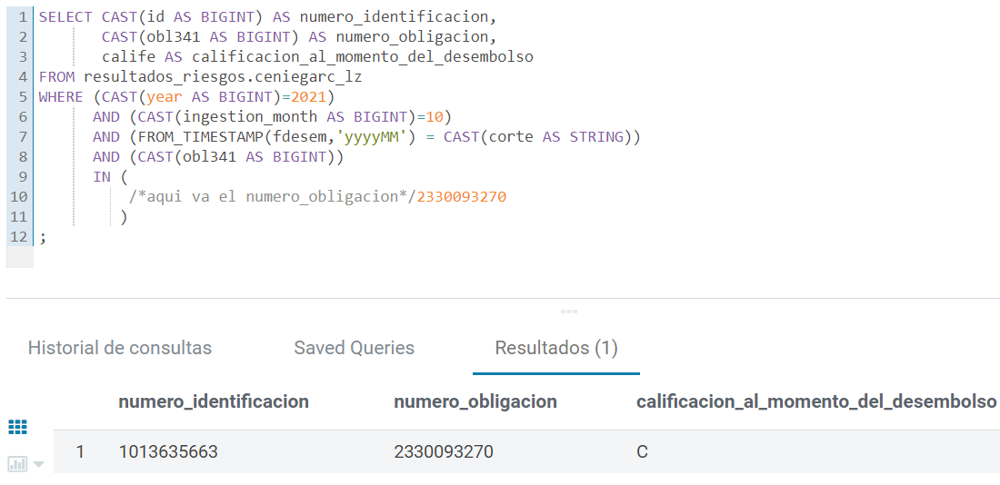 1 SELECT CAST(id AS BIGINT) AS numero_identificacion,
2 CAST(obl341 AS BIGINT) AS numero_obligacion,
3 calife AS calificacion_al_momento_del_desembolso
4 FROM resultados_riesgos.ceniegarc_lz
5 WHERE (CAST(year AS BIGINT)=2021)
6 AND (CAST(ingestion_month AS BIGINT)=10)
7 AND (FROM_TIMESTAMP(fdesem,'yyyyMM') = CAST(corte AS STRING))
8 AND (CAST(obl341 AS BIGINT))
9 IN (
10 /*aqui va el numero_obligacion*/2330093270
11 )
12 ;
Historial de consultas Saved Queries Resultados (1)
numero_identificacion numero_obligacion calificacion_al_momento_del_desembolso
1 1013635663 2330093270 C